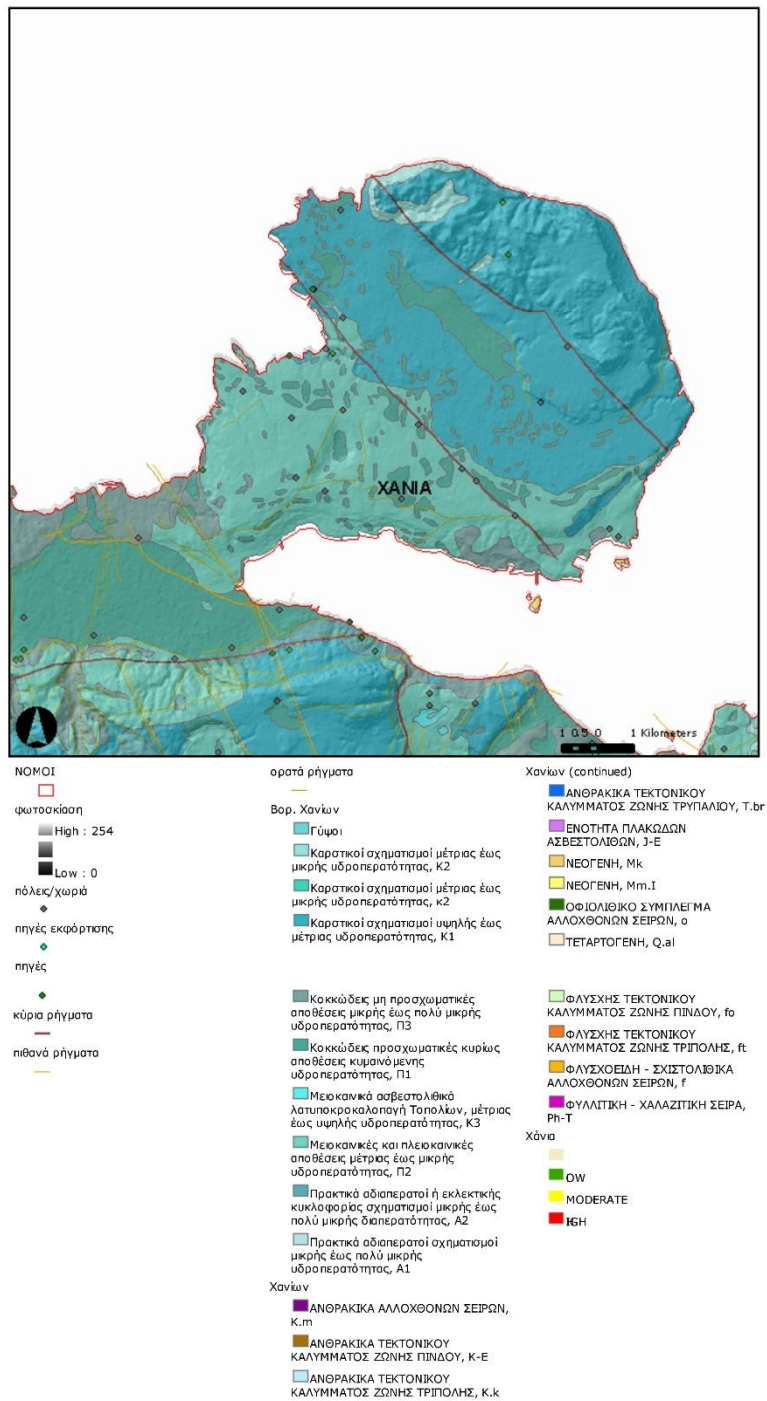 ΧΑΝΙΑ
1 0.5 0 1 Kilometers
ΝΟΜΟΙ
φωτοσκίαση
High : 254
Low : 0
πόλεις/χωριά
πηγές εκφόρτισης
πηγές
κύρια ρήγματα
πιθανά ρήγματα
ορατά ρήγματα
Βορ. Χανίων
Γύψοι
Καρστικοί σχηματισμοί μέτριας έως
μικρής υδροπερατότητας, Κ2
Καρστικοί σχηματισμοί μέτριας έως
μικρής υδροπερατότητας, κ2
Καρστικοί σχηματισμοί υψηλής έως
μέτριας υδροπερατότητας, Κ1
Κοκκώδεις μη προσχωματικές
αποθέσεις μικρής έως πολύ μικρής
υδροπερατότητας, Π3
Κοκκώδεις προσχωματικές κυρίως
αποθέσεις κυμαινόμενης
υδροπερατότητας, Π1
Μειοκαινικά ασβεστολιθικά
λατυποκροκαλοπαγή Τοπολίων, μέτριας
έως υψηλής υδροπερατότητας, Κ3
Μειοκαινικές και πλειοκαινικές
αποθέσεις μέτριας έως μικρής
υδροπερατότητας, Π2
Πρακτικά αδιαπερατοί ή εκλεκτικής
κυκλοφορίας σχηματισμοί μικρής έως
πολύ μικρής διαπερατότητας, Α2
Πρακτικά αδιαπερατοί σχηματισμοί
μικρής έως πολύ μικρής
υδροπερατότητας, Α1
Χανίων
ΑΝΘΡΑΚΙΚΑ ΑΛΛΟΧΘΟΝΩΝ ΣΕΙΡΩΝ,
K.m
ΑΝΘΡΑΚΙΚΑ ΤΕΚΤΟΝΙΚΟΥ
ΚΑΛΥΜΜΑΤΟΣ ΖΩΝΗΣ ΠΙΝΔΟΥ, K-E
ΑΝΘΡΑΚΙΚΑ ΤΕΚΤΟΝΙΚΟΥ
ΚΑΛΥΜΜΑΤΟΣ ΖΩΝΗΣ ΤΡΙΠΟΛΗΣ, K.k
Χανίων (continued)
ΑΝΘΡΑΚΙΚΑ ΤΕΚΤΟΝΙΚΟΥ
ΚΑΛΥΜΜΑΤΟΣ ΖΩΝΗΣ ΤΡΥΠΑΛΙΟΥ, T.br
ΕΝΟΤΗΤΑ ΠΛΑΚΩΔΩΝ
ΑΣΒΕΣΤΟΛΙΘΩΝ, J-E
ΝΕΟΓΕΝΗ, Mk
ΝΕΟΓΕΝΗ, Mm.I
ΟΦΙΟΛΙΘΙΚΟ ΣΥΜΠΛΕΓΜΑ
ΑΛΛΟΧΘΟΝΩΝ ΣΕΙΡΩΝ, o
ΤΕΤΑΡΤΟΓΕΝΗ, Q.al
ΦΛΥΣΧΗΣ ΤΕΚΤΟΝΙΚΟΥ
ΚΑΛΥΜΜΑΤΟΣ ΖΩΝΗΣ ΠΙΝΔΟΥ, fo
ΦΛΥΣΧΗΣ ΤΕΚΤΟΝΙΚΟΥ
ΚΑΛΥΜΜΑΤΟΣ ΖΩΝΗΣ ΤΡΙΠΟΛΗΣ, ft
ΦΛΥΣΧΟΕΙΔΗ - ΣΧΙΣΤΟΛΙΘΙΚΑ
ΑΛΛΟΧΘΟΝΩΝ ΣΕΙΡΩΝ, f
ΦΥΛΛΙΤΙΚΗ - ΧΑΛΑΖΙΤΙΚΗ ΣΕΙΡΑ,
Ph-T
Χάνια
OW
MODERATE
IGH